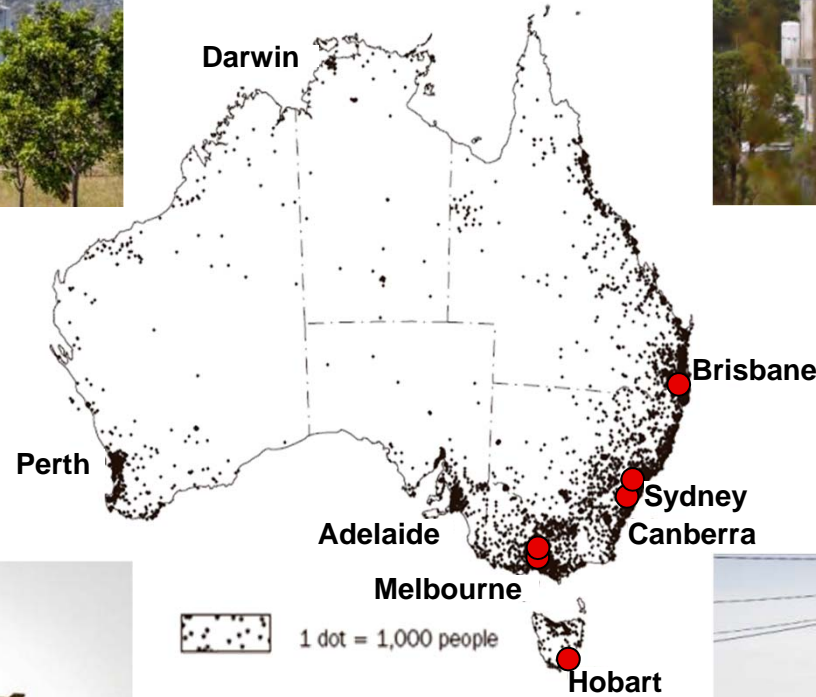 Darwin
Brisbane
Perth
Sydney
Adelaide
Canberra
Melbourne
1 dot = 1,000 people
Hobart